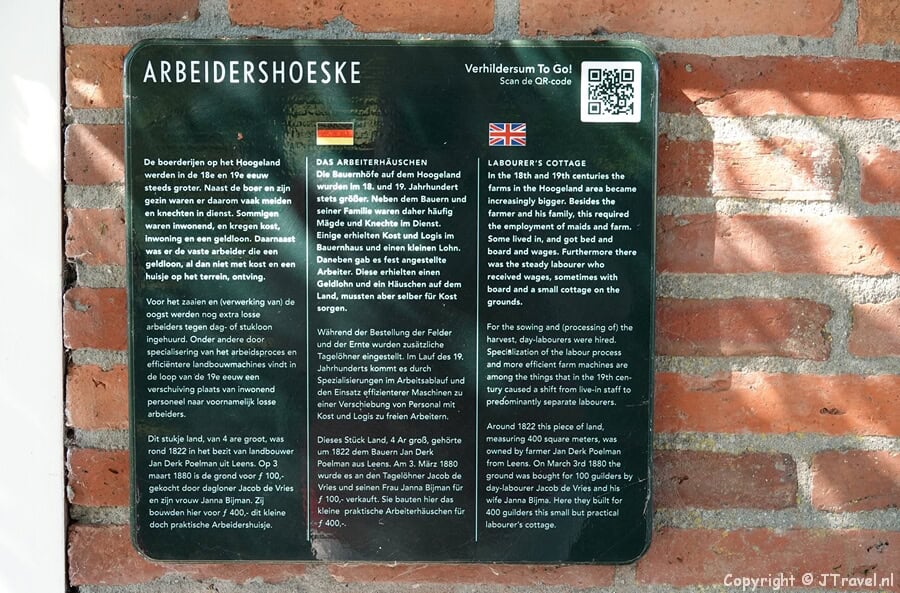 ARBEIDERSHOESKE
Verhildersum To Go!
Scan de QR-code
De boerderijen op het Hoogeland
werden in de 18e en 19e eeuw
steeds groter. Naast de boer en zijn
gezin waren er daarom vaak meiden
en knechten in dienst. Sommigen
waren inwonend, en kregen kost,
inwoning en een geldloon. Daarnaast
was er de vaste arbeider die een
geldloon, al dan niet met kost en een
huisje op het terrein, ontving.
Voor het zaaien en (verwerking van) de
oogst werden nog extra losse
arbeiders tegen dag- of stukloon
ingehuurd. Onder andere door
specialisering van het arbeidsproces en
efficiëntere landbouwmachines vindt in
de loop van de 19e eeuw een
verschuiving plaats van inwonend
personeel naar voornamelijk losse
arbeiders.
Dit stukje land, van 4 are groot, was
rond 1822 in het bezit van landbouwer
Jan Derk Poelman uit Leens. Op 3
maart 1880 is de grond voor ƒ 100,-
gekocht door dagloner Jacob de Vries
en zijn vrouw Janna Bijman. Zij
bouwden hier voor ƒ 400,- dit kleine
doch praktische Arbeidershuisje.
DAS ARBEITERHÄUSCHEN
Die Bauernhöfe auf dem Hoogeland
wurden im 18. und 19. Jahrhundert
stets größer. Neben dem Bauern und
seiner Familie waren daher häufig
Mägde und Knechte im Dienst.
Einige erhielten Kost und Logis im
Bauernhaus und einen kleinen Lohn.
Daneben gab es fest angestellte
Arbeiter. Diese erhielten einen
Geldlohn und ein Häuschen auf dem
Land, mussten aber selber für Kost
sorgen.
Während der Bestellung der Felder
und der Ernte wurden zusätzliche
Tagelöhner eingestellt. Im Lauf des 19.
Jahrhunderts kommt es durch
Spezialisierungen im Arbeitsablauf und
den Einsatz effizienterer Maschinen zu
einer Verschiebung von Personal mit
Kost und Logis zu freien Arbeitern.
Dieses Stück Land, 4 Ar groß, gehörte
um 1822 dem Bauern Jan Derk
Poelman aus Leens. Am 3. März 1880
wurde es an den Tagelöhner Jacob de
Vries und seinen Frau Janna Bijman für
ƒ 100,- verkauft. Sie bauten hier das
kleine praktische Arbeiterhäuschen für
ƒ 400,-.
LABOURER'S COTTAGE
In the 18th and 19th centuries the
farms in the Hoogeland area became
increasingly bigger. Besides the
farmer and his family, this required
the employment of maids and farm.
Some lived in, and got bed and
board and wages. Furthermore there
was the steady labourer who
received wages, sometimes with
board and a small cottage on the
grounds.
For the sowing and (processing of) the
harvest, day-labourers were hired.
Specialization of the labour process
and more efficient farm machines are
among the things that in the 19th cen-
tury caused a shift from live-in staff to
predominantly separate labourers.
Around 1822 this piece of land,
measuring 400 square meters, was
owned by farmer Jan Derk Poelman
from Leens. On March 3rd 1880 the
ground was bought for 100 guilders by
day-labourer Jacob de Vries and his
wife Janna Bijma. Here they built for
400 guilders this small but practical
labourer's cottage.
Copyright © JTravel.nl